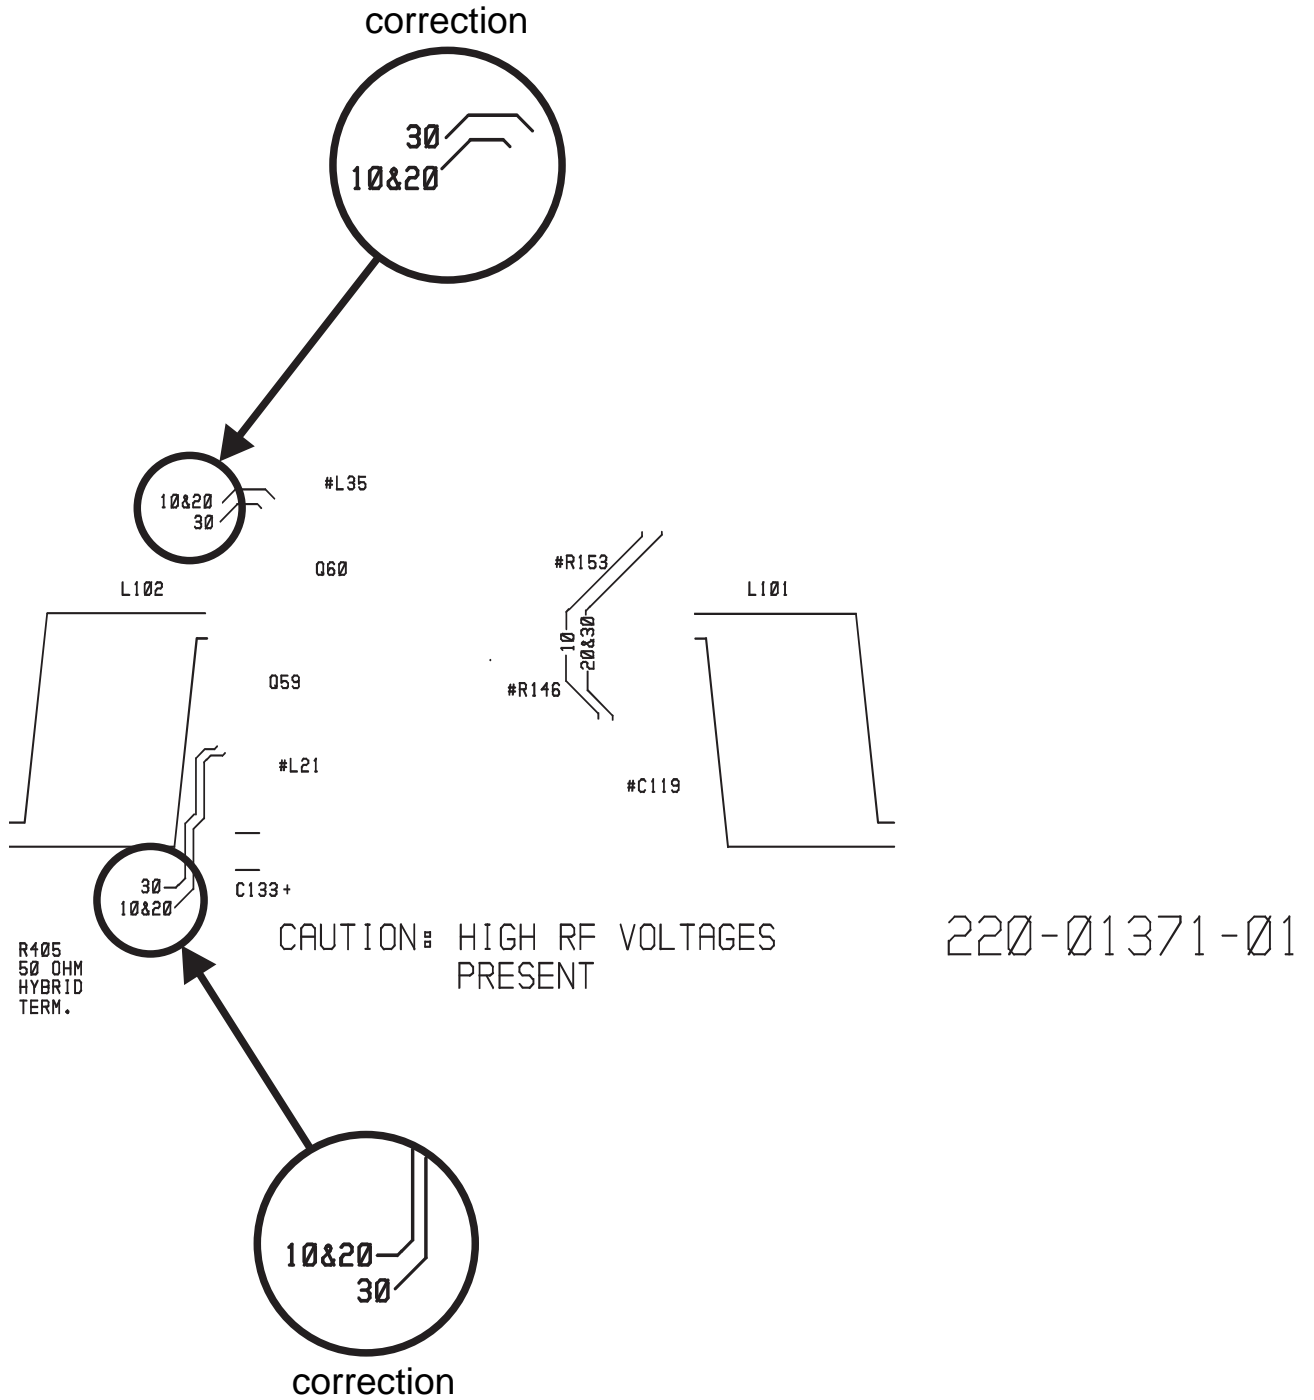 correction
30
10&20
#L35
10&20
30
Q60
#R153
L102
L101
10
20&30
Q59
#R146
#L21
#C119
30
10&20
C133+
CAUTION: HIGH RF VOLTAGES
PRESENT
220-01371-01
R405
50 OHM
HYBRID
TERM.
10&20
30
correction